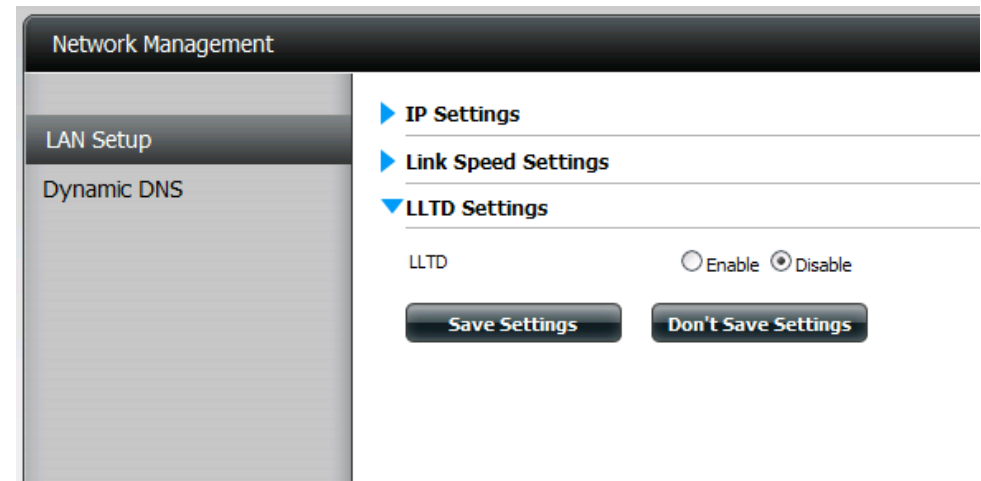 Network Management
LAN Setup
Dynamic DNS
IP Settings
Link Speed Settings
LLTD Settings
LLTD Enable Disable
Save Settings Don't Save Settings